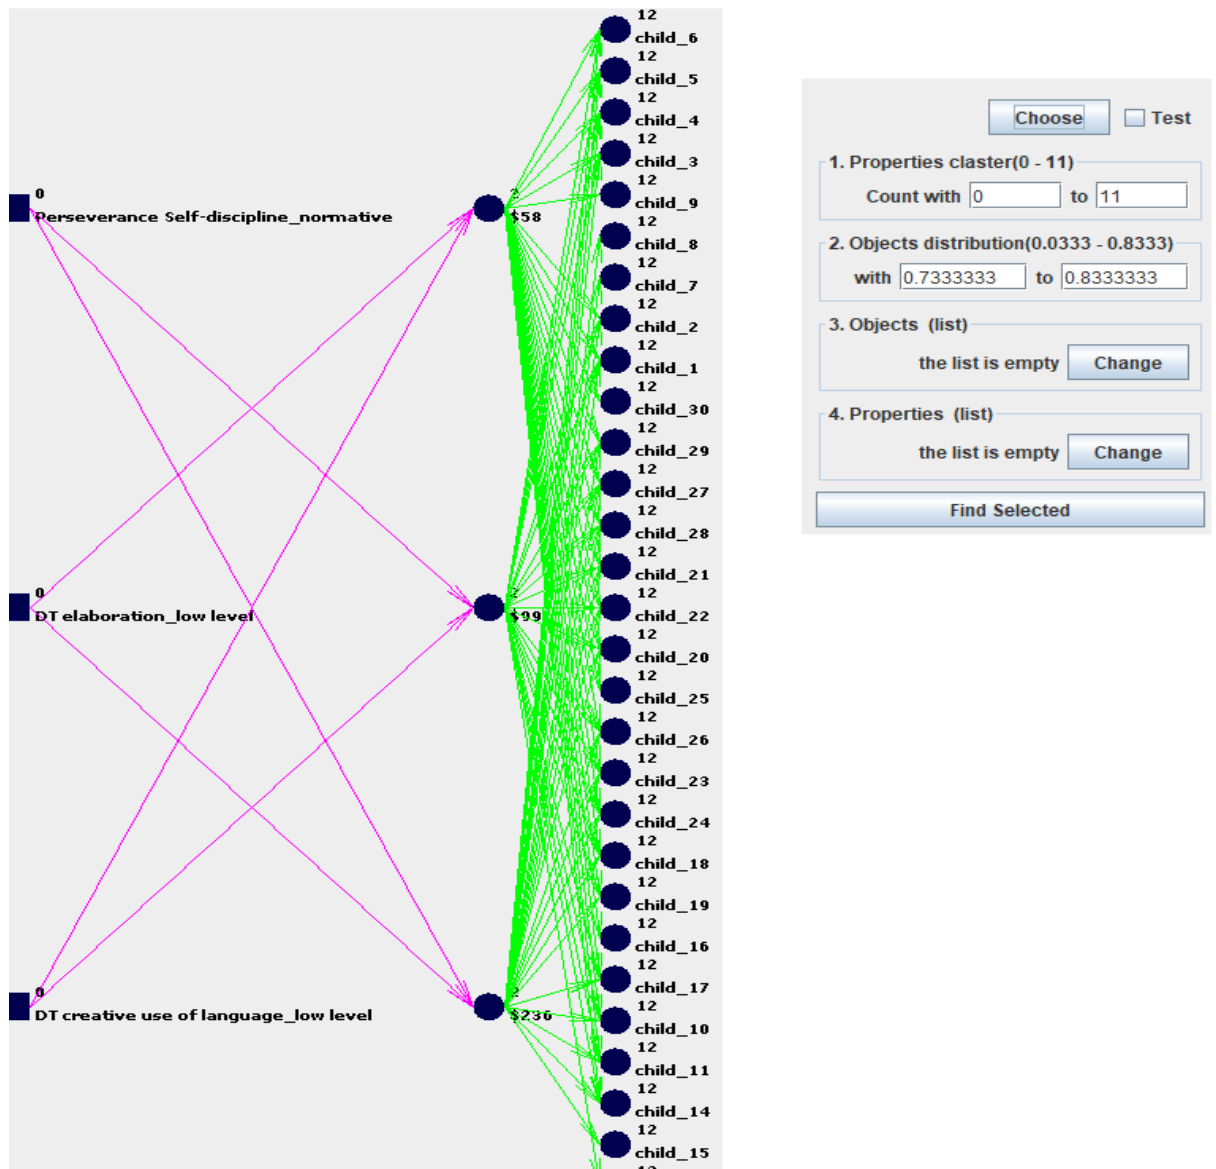 12
child_6
12
child_5
12
child_4
12
child_3
12
child_9
12
child_8
12
child_7
12
child_2
12
child_1
12
child_30
12
child_29
12
child_27
12
child_28
12
child_21
12
child_22
12
child_20
12
child_25
12
child_26
12
child_23
12
child_24
12
child_18
12
child_19
12
child_16
12
child_17
12
child_10
12
child_11
12
child_14
12
child_15
0
Perseverance Self-discipline_normative
2
$58
0
DT elaboration_low level
2
$99
0
DT creative use of language_low level
2
$236
Choose Test
1. Properties claster(0 - 11)
Count with 0 to 11
2. Objects distribution(0.0333 - 0.8333)
with 0.7333333 to 0.8333333
3. Objects (list)
the list is empty Change
4. Properties (list)
the list is empty Change
Find Selected